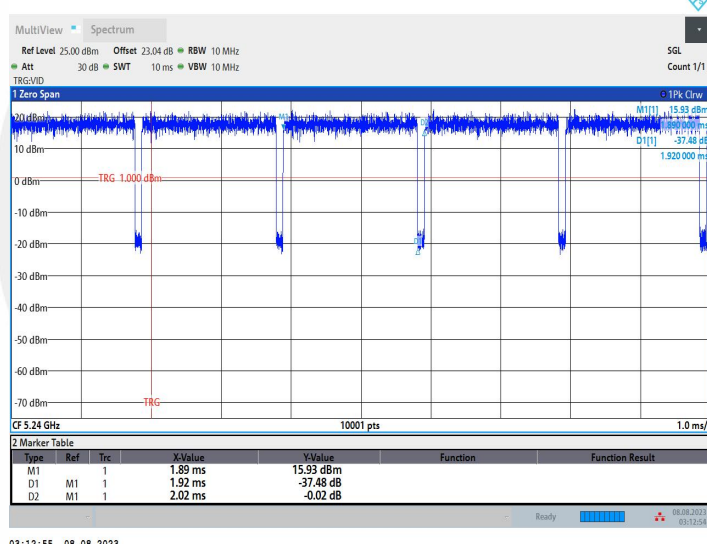 MultiView Spectrum
Ref Level 25.00 dBm Offset 23.04 dB RBW 10 MHz SGL
Att 30 dB SWT 10 ms VBW 10 MHz Count 1/1
TRG:VID
1 Zero Span 1Pk Clrw
M1[1] 15.93 dBm
20 dBm M1 D2 1.890 000 ms
D1[1] -37.48 dB
10 dBm
1.920 000 ms
0 dBm TRG 1.000 dBm
-10 dBm
-20 dBm D1
-30 dBm
-40 dBm
-50 dBm
-60 dBm
-70 dBm TRG
CF 5.24 GHz 10001 pts 1.0 ms/
2 Marker Table
Type Ref Trc X-Value Y-Value Function Function Result
M1 1 1.89 ms 15.93 dBm
D1 M1 1 1.92 ms -37.48 dB
D2 M1 1 2.02 ms -0.02 dB
Ready 08.08.2023
03:12:54
03:12:55 08.08.2023